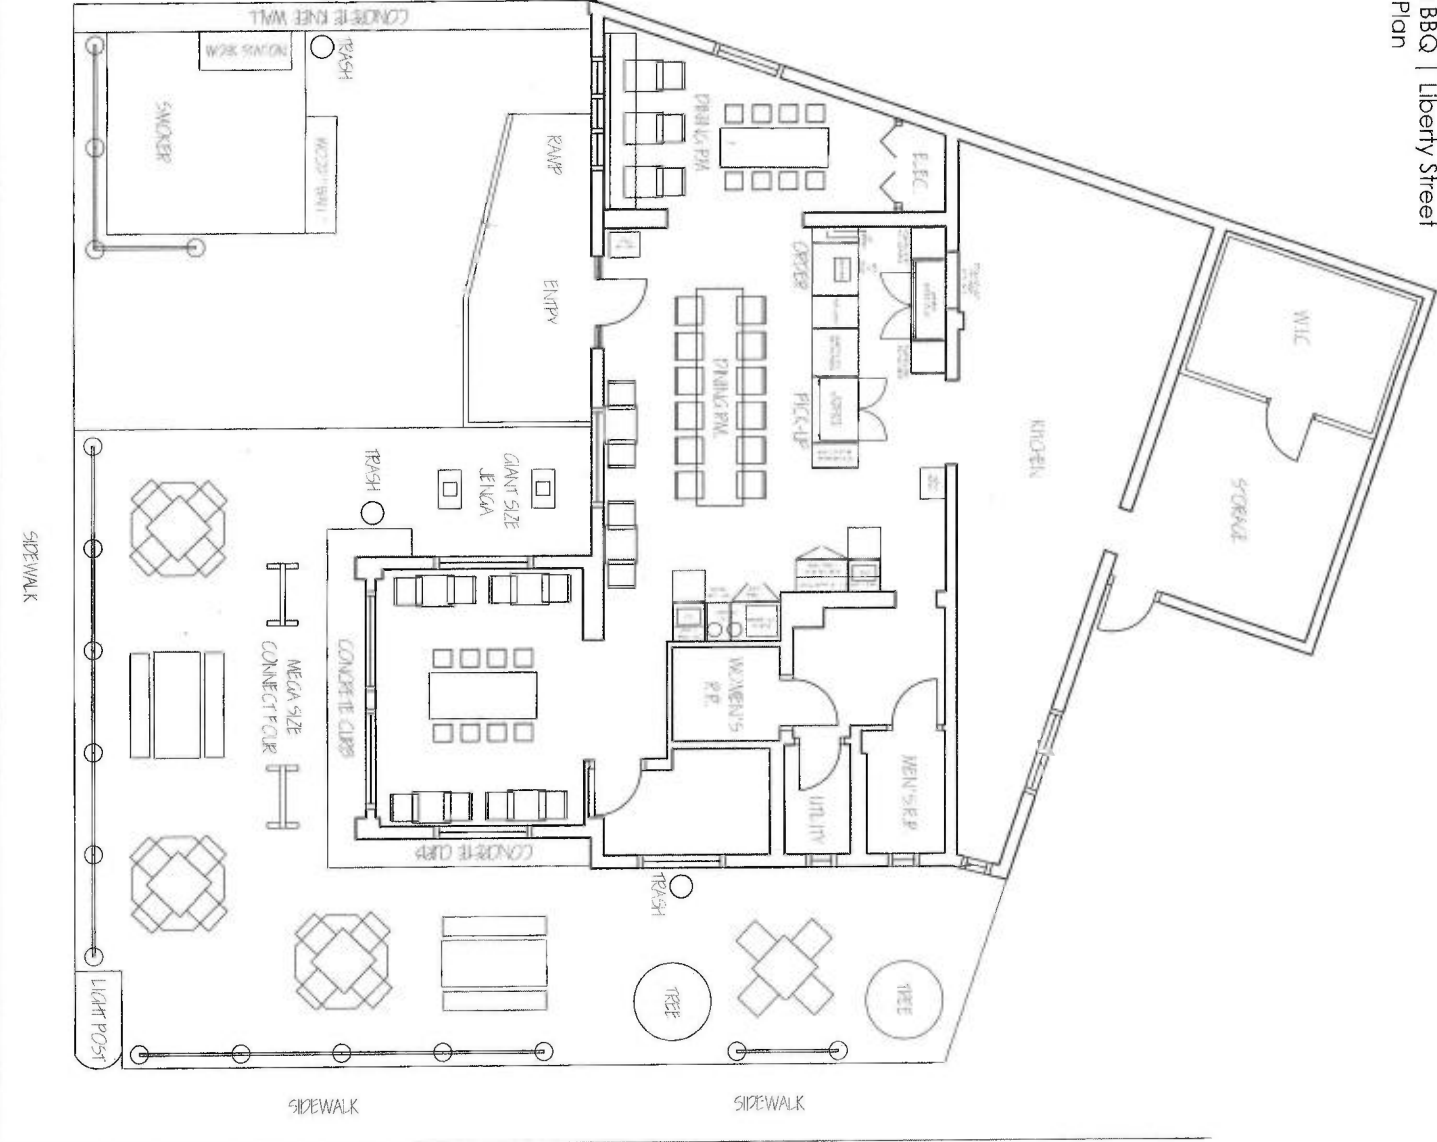 BBQ | Liberty Street
Plan
CONCRETE KNEE WALL
TRASH
SMOKER
RAMP
ENTRY
DINING RM.
ELEC.
ORDER
DINING RM.
PICK-UP
KITCHEN
W.I.C
STORAGE
TRASH
GIANT SIZE
JENGA
SIDEWALK
MEGA SIZE
CONNECT FOUR
CONCRETE CURB
CONCRETE CURB
WOMEN'S
R.R.
UTILITY
MEN'S R.R
TRASH
TREE
TREE
LIGHT POST
SIDEWALK
SIDEWALK